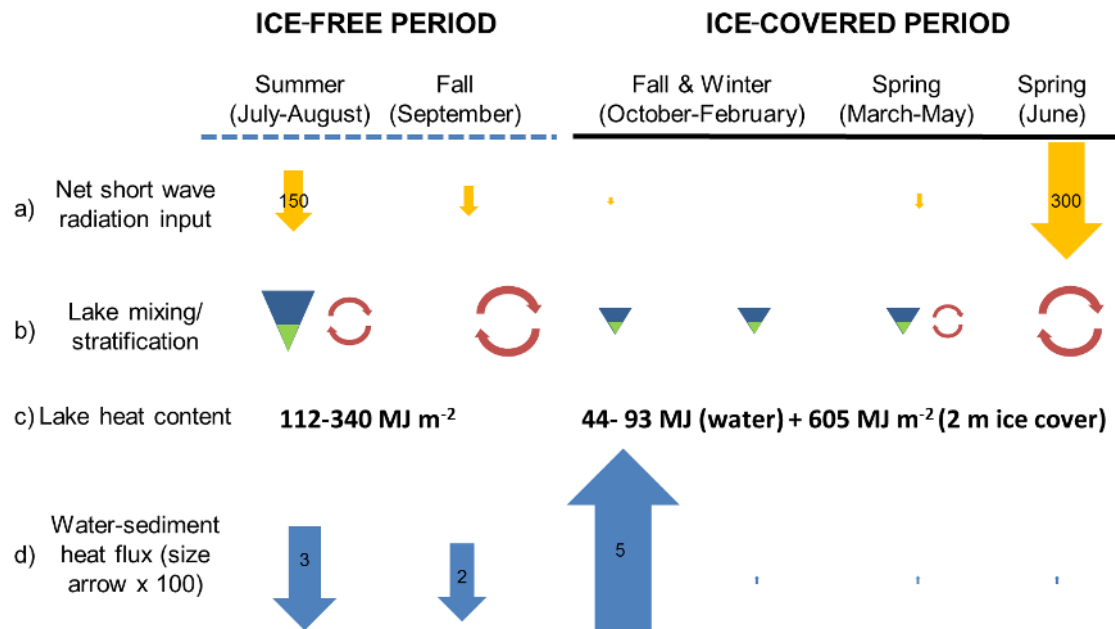 ICE-FREE PERIOD
ICE-COVERED PERIOD
Summer
(July-August)
Fall
(September)
Fall & Winter
(October-February)
Spring
(March-May)
Spring
(June)
a)
Net short wave
radiation input
150
300
b)
Lake mixing/
stratification
c) Lake heat content
112-340 MJ m⁻²
44- 93 MJ (water) + 605 MJ m⁻² (2 m ice cover)
d)
Water-sediment
heat flux (size
arrow x 100)
3
2
5